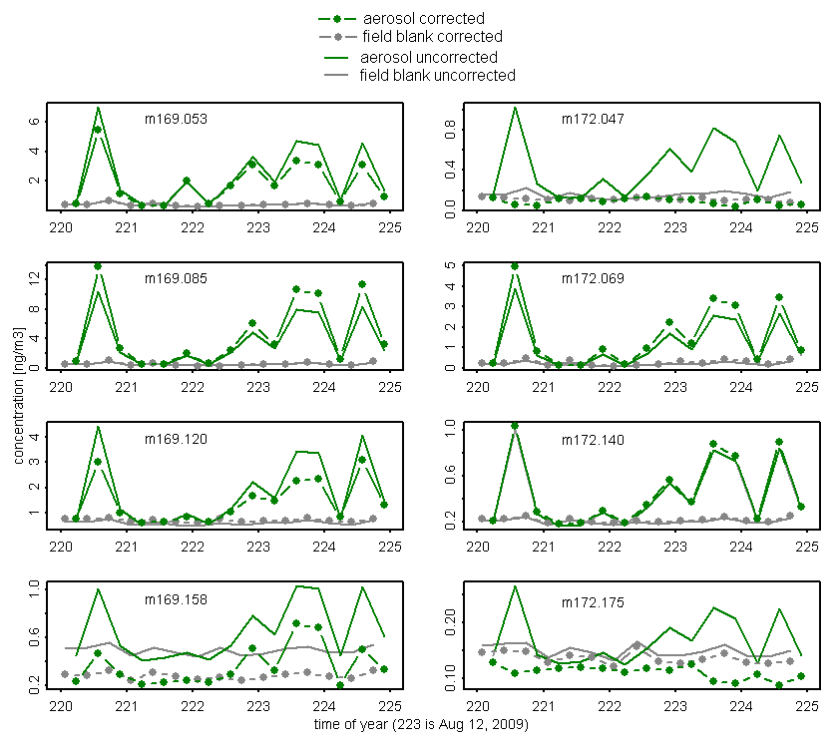 aerosol corrected
field blank corrected
aerosol uncorrected
field blank uncorrected
concentration [ng/m3]
m169.053
2 4 6
220 221 222 223 224 225
m172.047
0.0 0.4 0.8
220 221 222 223 224 225
m169.085
0 4 8 12
220 221 222 223 224 225
m172.069
0 1 2 3 4 5
220 221 222 223 224 225
m169.120
1 2 3 4
220 221 222 223 224 225
m172.140
0.2 0.6 1.0
220 221 222 223 224 225
m169.158
0.2 0.6 1.0
220 221 222 223 224 225
m172.175
0.10 0.20
220 221 222 223 224 225
time of year (223 is Aug 12, 2009)